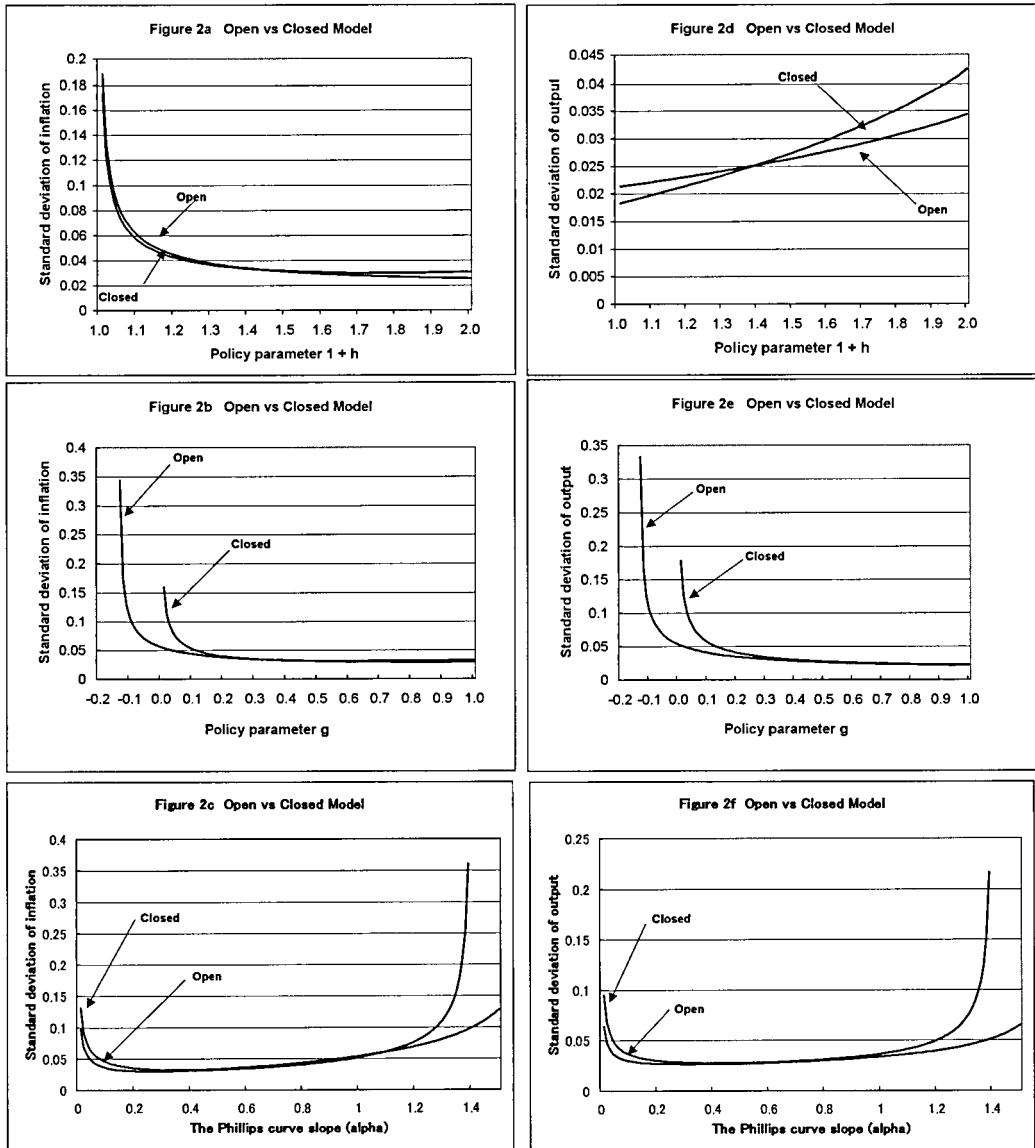 Figure 2a Open vs Closed Model
Standard deviation of inflation
0.2
0.18
0.16
0.14
0.12
0.1
0.08
0.06
0.04
0.02
0
Open
Closed
1.0 1.1 1.2 1.3 1.4 1.5 1.6 1.7 1.8 1.9 2.0
Policy parameter 1 + h
Figure 2d Open vs Closed Model
Standard deviation of output
0.045
0.04
0.035
0.03
0.025
0.02
0.015
0.01
0.005
0
Closed
Open
1.0 1.1 1.2 1.3 1.4 1.5 1.6 1.7 1.8 1.9 2.0
Policy parameter 1 + h
Figure 2b Open vs Closed Model
Standard deviation of inflation
0.4
0.35
0.3
0.25
0.2
0.15
0.1
0.05
0
Open
Closed
-0.2 -0.1 0.0 0.1 0.2 0.3 0.4 0.5 0.6 0.7 0.8 0.9 1.0
Policy parameter g
Figure 2e Open vs Closed Model
Standard deviation of output
0.35
0.3
0.25
0.2
0.15
0.1
0.05
0
Open
Closed
-0.2 -0.1 0.0 0.1 0.2 0.3 0.4 0.5 0.6 0.7 0.8 0.9 1.0
Policy parameter g
Figure 2c Open vs Closed Model
Standard deviation of inflation
0.4
0.35
0.3
0.25
0.2
0.15
0.1
0.05
0
Closed
Open
0 0.2 0.4 0.6 0.8 1 1.2 1.4
The Phillips curve slope (alpha)
Figure 2f Open vs Closed Model
Standard deviation of output
0.25
0.2
0.15
0.1
0.05
0
Closed
Open
0 0.2 0.4 0.6 0.8 1 1.2 1.4
The Phillips curve slope (alpha)